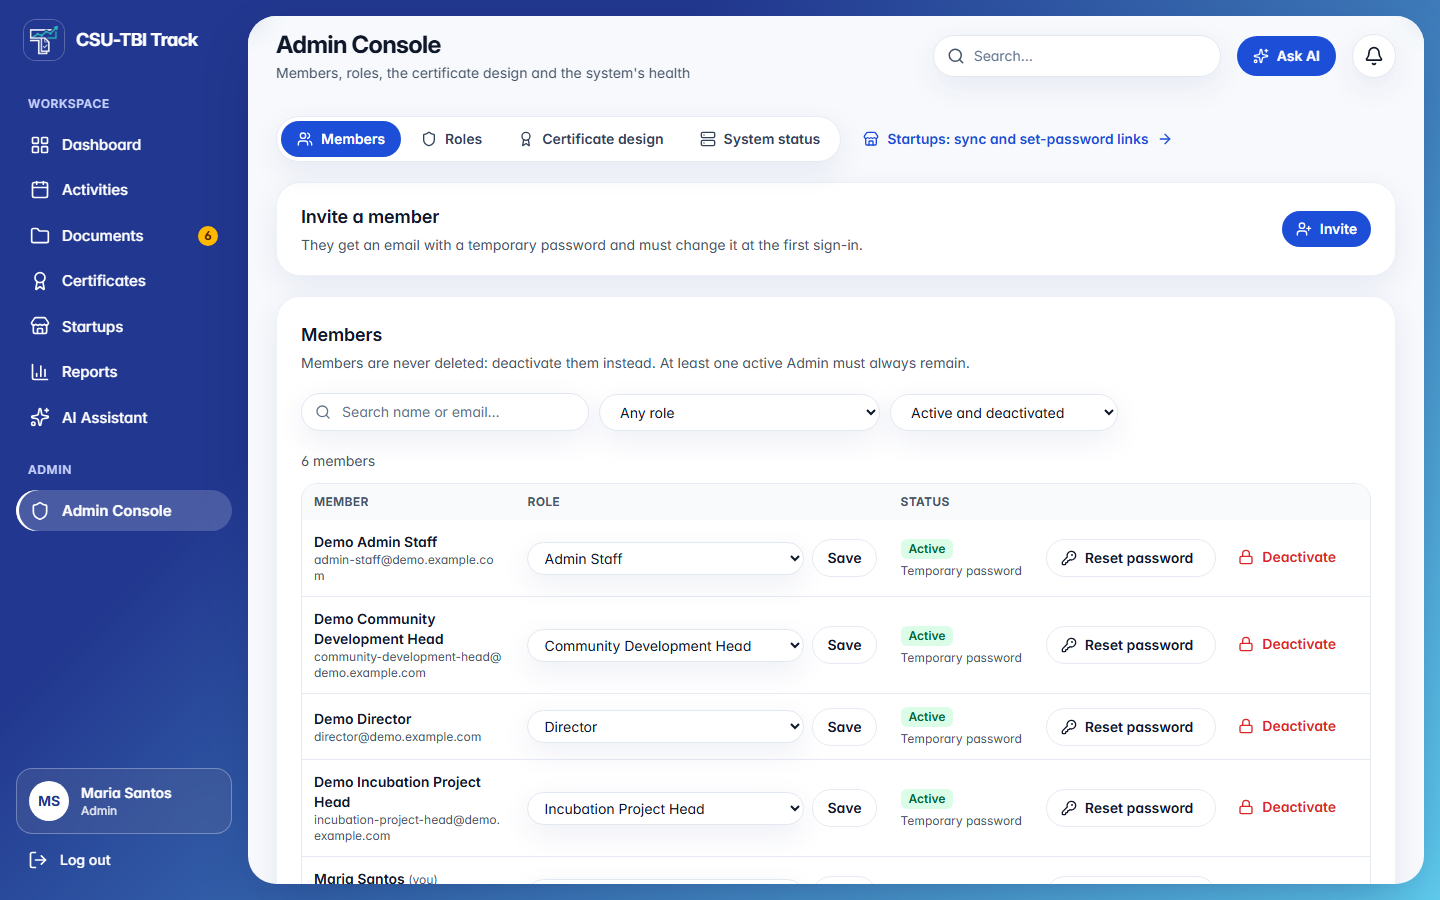 CSU-TBI Track
WORKSPACE
Dashboard
Activities
Documents
6
Certificates
Startups
Reports
AI Assistant
ADMIN
Admin Console
MS
Maria Santos
Admin
Log out
Admin Console
Members, roles, the certificate design and the system's health
Search...
Ask AI
Members
Roles
Certificate design
System status
Startups: sync and set-password links
Invite a member
They get an email with a temporary password and must change it at the first sign-in.
Invite
Members
Members are never deleted: deactivate them instead. At least one active Admin must always remain.
Search name or email...
Any role
Active and deactivated
6 members
MEMBER ROLE STATUS
Demo Admin Staff
admin-staff@demo.example.co
m
Admin Staff
Save
Active
Temporary password
Reset password
Deactivate
Demo Community
Development Head
community-development-head@
demo.example.com
Community Development Head
Save
Active
Temporary password
Reset password
Deactivate
Demo Director
director@demo.example.com
Director
Save
Active
Temporary password
Reset password
Deactivate
Demo Incubation Project
Head
incubation-project-head@demo.
example.com
Incubation Project Head
Save
Active
Temporary password
Reset password
Deactivate
Maria Santos (you)